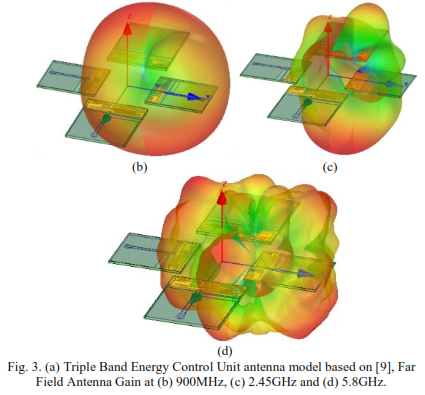 z
(b)
(c)
(d)
Fig. 3. (a) Triple Band Energy Control Unit antenna model based on [9], Far
Field Antenna Gain at (b) 900MHz, (c) 2.45GHz and (d) 5.8GHz.